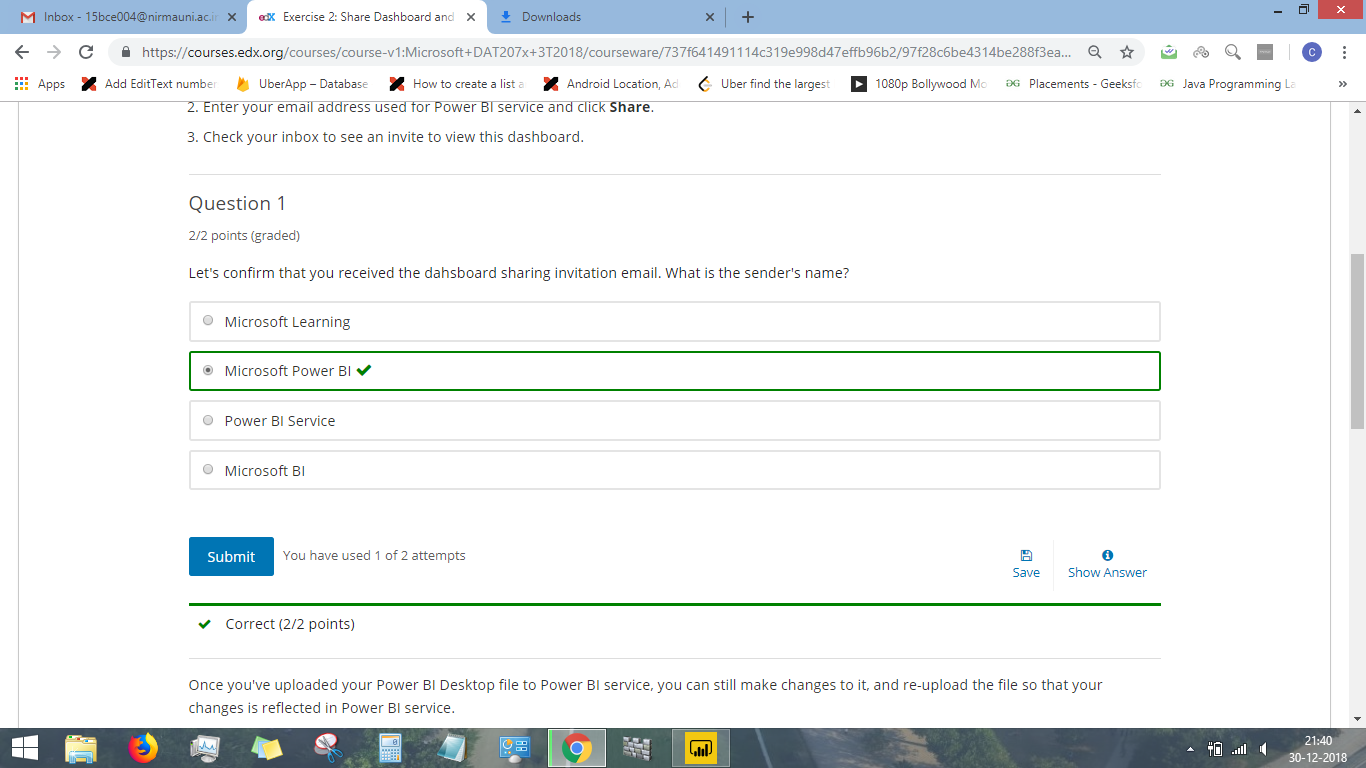 Inbox - 15bce004@nirmauni.ac.i
edX Exercise 2: Share Dashboard and
Downloads
https://courses.edx.org/courses/course-v1:Microsoft+DAT207x+3T2018/courseware/737f641491114c319e998d47effb96b2/97f28c6be4314be288f3ea...
C
Apps
Add EditText number
UberApp – Database
How to create a list a
Android Location, Ad
Uber find the largest
1080p Bollywood Mo
Placements - Geeksfo
Java Programming La
»
2. Enter your email address used for Power BI service and click Share.
3. Check your inbox to see an invite to view this dashboard.
Question 1
2/2 points (graded)
Let's confirm that you received the dahsboard sharing invitation email. What is the sender's name?
Microsoft Learning
Microsoft Power BI
Power BI Service
Microsoft BI
Submit
You have used 1 of 2 attempts
Save
Show Answer
Correct (2/2 points)
Once you've uploaded your Power BI Desktop file to Power BI service, you can still make changes to it, and re-upload the file so that your
changes is reflected in Power BI service.
21:40
30-12-2018